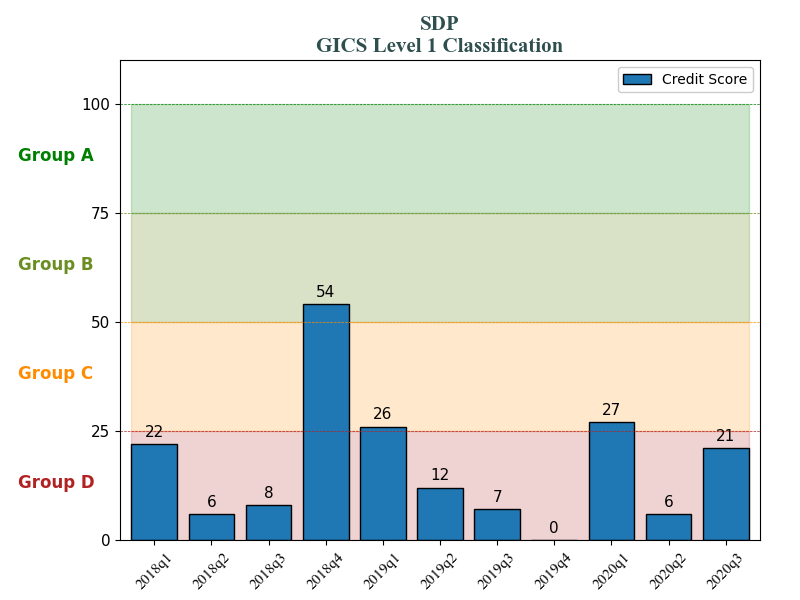 SDP
GICS Level 1 Classification
Credit Score
100
Group A
75
Group B
54
50
Group C
26
27
25
22
21
12
Group D
6
8
7
0
6
0
2018q1 2018q2 2018q3 2018q4 2019q1 2019q2 2019q3 2019q4 2020q1 2020q2 2020q3